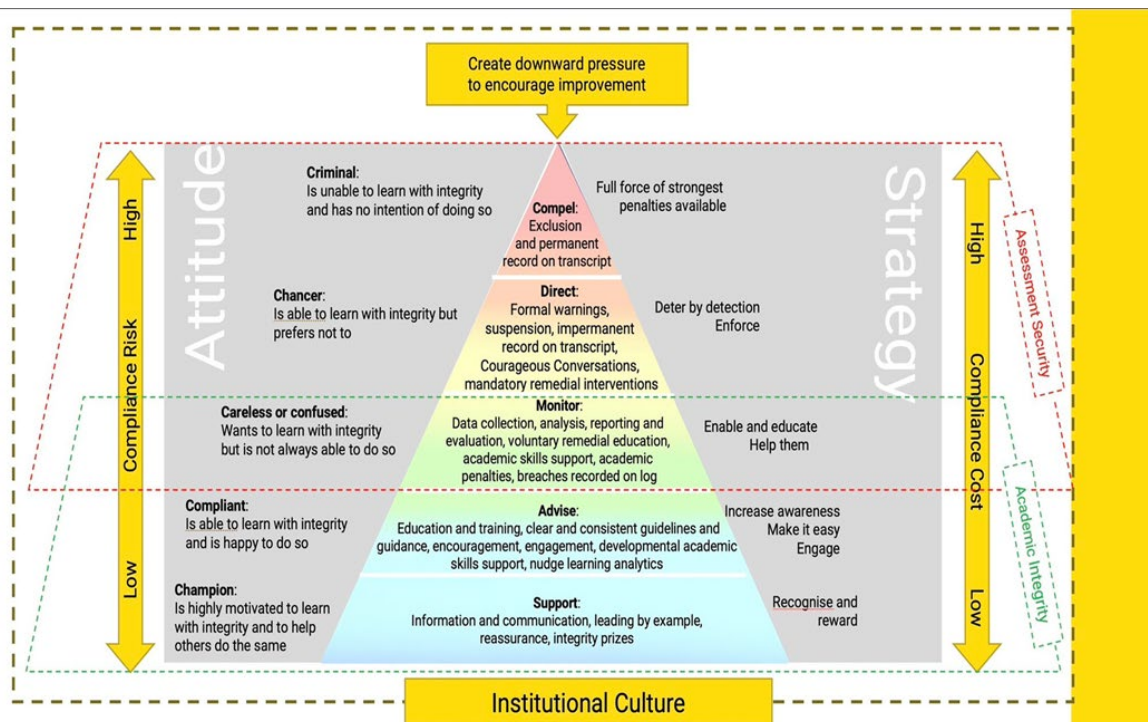 Create downward pressure
to encourage improvement
Attitude
Strategy
High
Compliance Risk
Low
High
Compliance Cost
Low
Assessment Security
Academic Integrity
Criminal:
Is unable to learn with integrity
and has no intention of doing so
Compel:
Exclusion
and permanent
record on transcript
Full force of strongest
penalties available
Chancer:
Is able to learn with integrity but
prefers not to
Direct:
Formal warnings,
suspension, impermanent
record on transcript,
Courageous Conversations,
mandatory remedial interventions
Deter by detection
Enforce
Careless or confused:
Wants to learn with integrity
but is not always able to do so
Monitor:
Data collection, analysis, reporting and
evaluation, voluntary remedial education,
academic skills support, academic
penalties, breaches recorded on log
Enable and educate
Help them
Compliant:
Is able to learn with integrity
and is happy to do so
Advise:
Education and training, clear and consistent guidelines and
guidance, encouragement, engagement, developmental academic
skills support, nudge learning analytics
Increase awareness
Make it easy
Engage
Champion:
Is highly motivated to learn
with integrity and to help
others do the same
Support:
Information and communication, leading by example,
reassurance, integrity prizes
Recognise and
reward
Institutional Culture